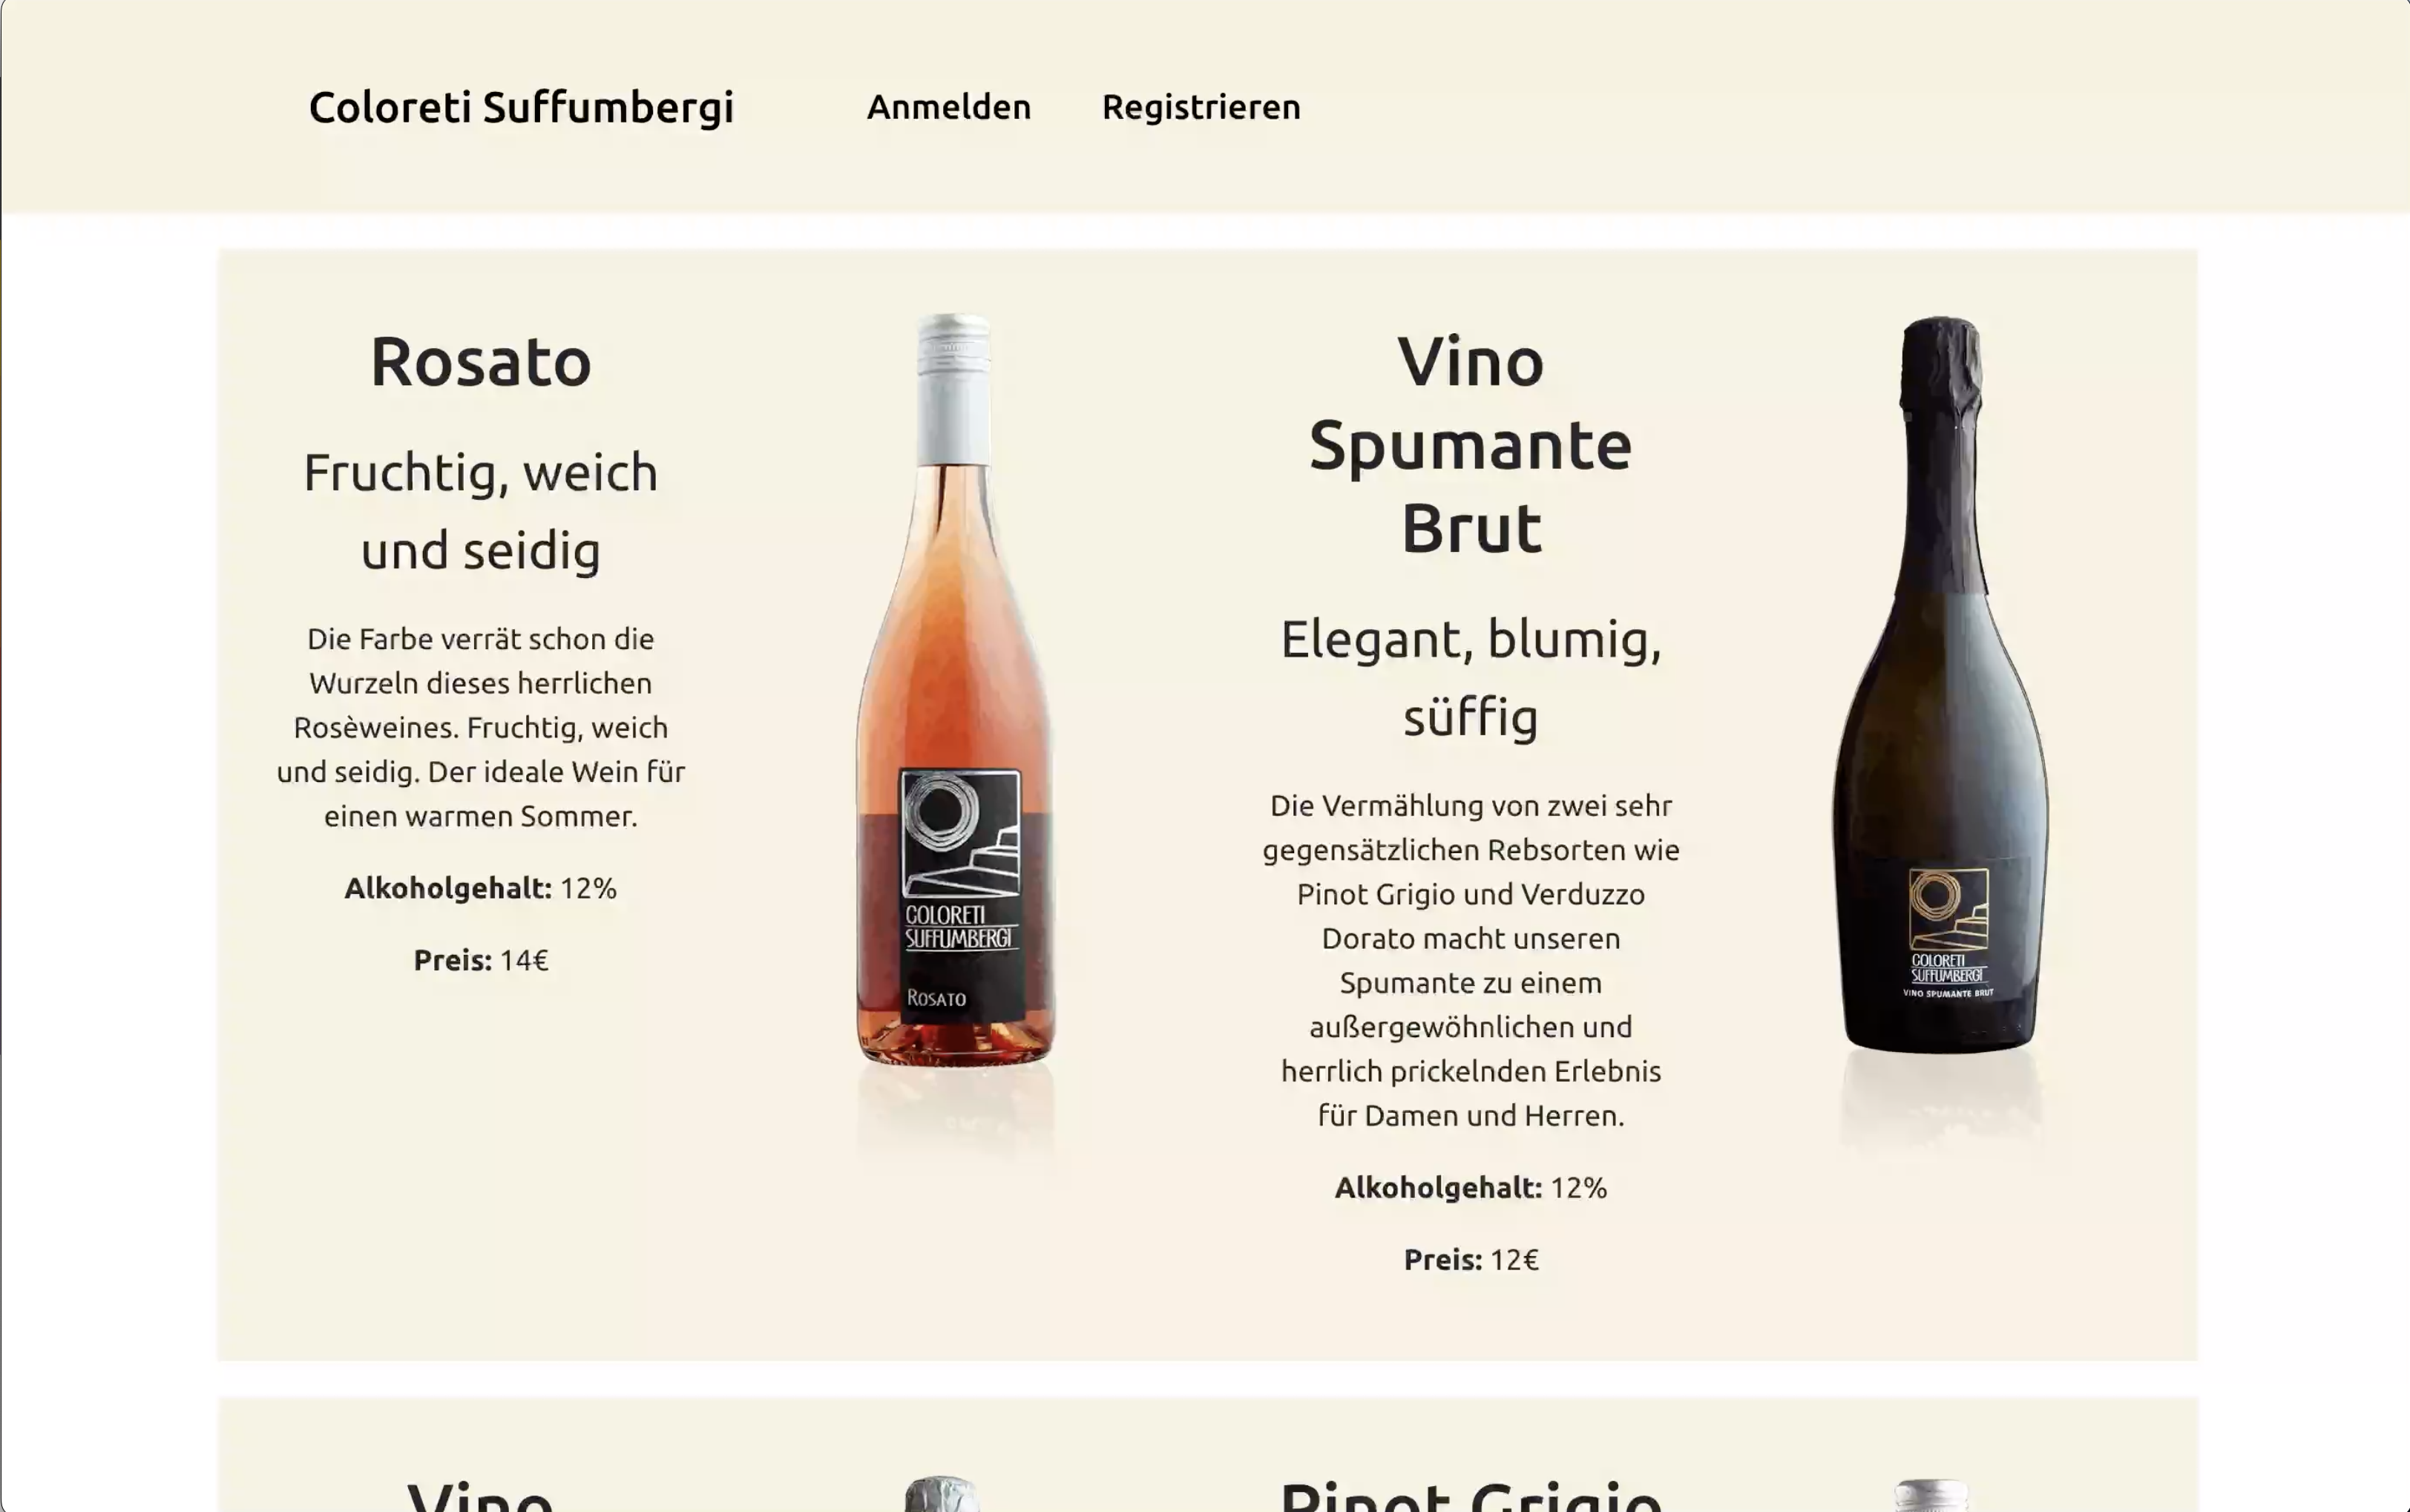 Coloreti Suffumbergi
Anmelden
Registrieren
Rosato
Fruchtig, weich
und seidig
Die Farbe verrät schon die
Wurzeln dieses herrlichen
Rosèweines. Fruchtig, weich
und seidig. Der ideale Wein für
einen warmen Sommer.
Alkoholgehalt: 12%
Preis: 14€
COLORETI
SUFFUMBERGI
ROSATO
Vino
Spumante
Brut
Elegant, blumig,
süffig
Die Vermählung von zwei sehr
gegensätzlichen Rebsorten wie
Pinot Grigio und Verduzzo
Dorato macht unseren
Spumante zu einem
außergewöhnlichen und
herrlich prickelnden Erlebnis
für Damen und Herren.
Alkoholgehalt: 12%
Preis: 12€
COLORETI
SUFFUMBERGI
VINO SPUMANTE BRUT
Vino
Pinot Grigio